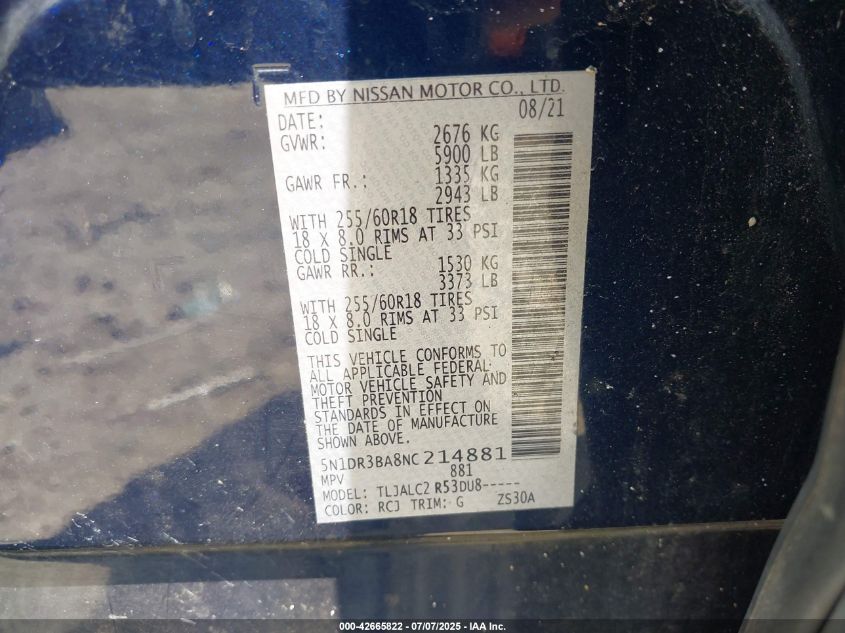 MFD BY NISSAN MOTOR CO., LTD.
DATE: 08/21
GVWR: 2676 KG
5900 LB
GAWR FR.: 1335 KG
2943 LB
WITH 255/60R18 TIRES
18 X 8.0 RIMS AT 33 PSI
COLD SINGLE
GAWR RR.: 1530 KG
3373 LB
WITH 255/60R18 TIRES
18 X 8.0 RIMS AT 33 PSI
COLD SINGLE
THIS VEHICLE CONFORMS TO
ALL APPLICABLE FEDERAL
MOTOR VEHICLE SAFETY AND
THEFT PREVENTION
STANDARDS IN EFFECT ON
THE DATE OF MANUFACTURE
SHOWN ABOVE.
5N1DR3BA8NC214881
MPV 881
MODEL: TLJALC2 R53DU8-----
COLOR: RCJ TRIM: G ZS30A
000-42665822 - 07/07/2025 - IAA Inc.